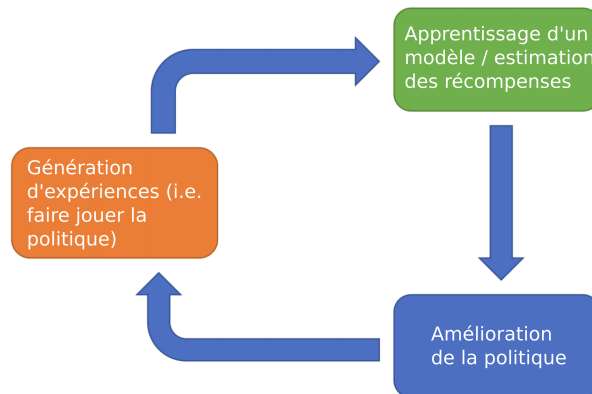 Apprentissage d'un
modèle / estimation
des récompenses
Génération
d'expériences (i.e.
faire jouer la
politique)
Amélioration
de la politique